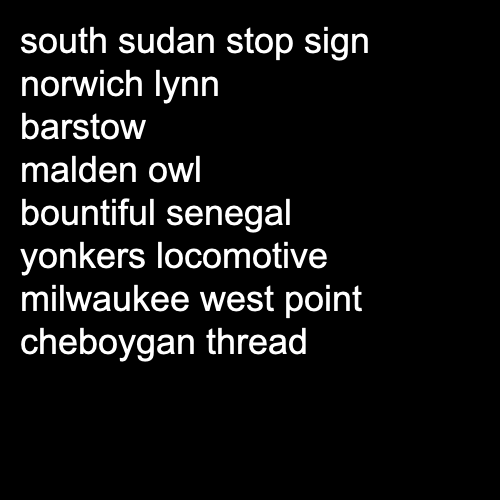 south sudan stop sign
norwich lynn
barstow
malden owl
bountiful senegal
yonkers locomotive
milwaukee west point
cheboygan thread